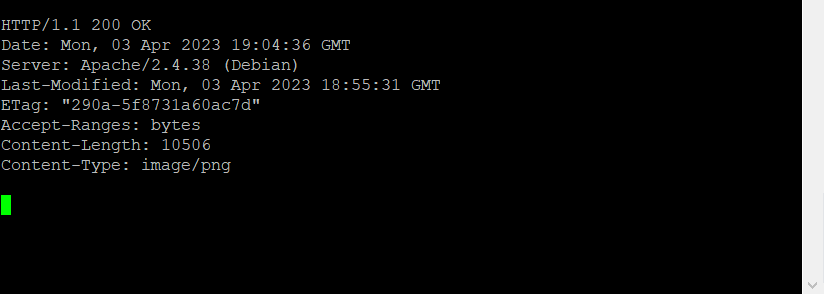 HTTP/1.1 200 OK
Date: Mon, 03 Apr 2023 19:04:36 GMT
Server: Apache/2.4.38 (Debian)
Last-Modified: Mon, 03 Apr 2023 18:55:31 GMT
ETag: "290a-5f8731a60ac7d"
Accept-Ranges: bytes
Content-Length: 10506
Content-Type: image/png